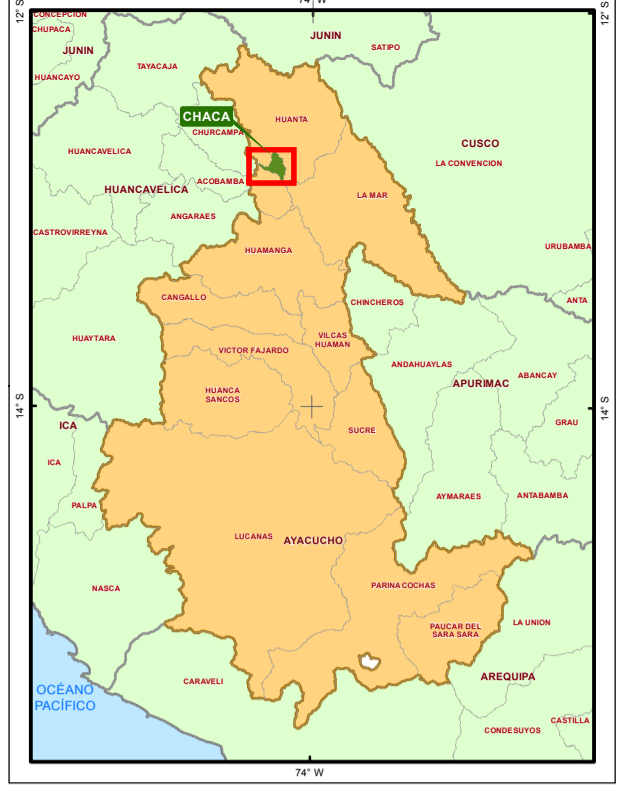 74° W
12° S
12° S
CONCEPCION
CHUPACA
JUNIN
JUNIN
SATIPO
TAYACAJA
HUANCAYO
CHACA
HUANTA
CHURCAMPA
CUSCO
HUANCAVELICA
LA CONVENCION
ACOBAMBA
HUANCAVELICA
LA MAR
ANGARAES
CASTROVIRREYNA
URUBAMBA
HUAMANGA
CANGALLO
CHINCHEROS
ANTA
HUAYTARA
VILCAS
HUAMAN
VICTOR FAJARDO
ANDAHUAYLAS
ABANCAY
APURIMAC
HUANCA
SANCOS
14° S
14° S
GRAU
ICA
SUCRE
ICA
AYMARAES
ANTABAMBA
PALPA
LUCANAS
AYACUCHO
NASCA
PARINACOCHAS
PAUCAR DEL
SARA SARA
LA UNION
CARAVELI
AREQUIPA
OCÉANO
PACÍFICO
CASTILLA
CONDESUYOS
74° W